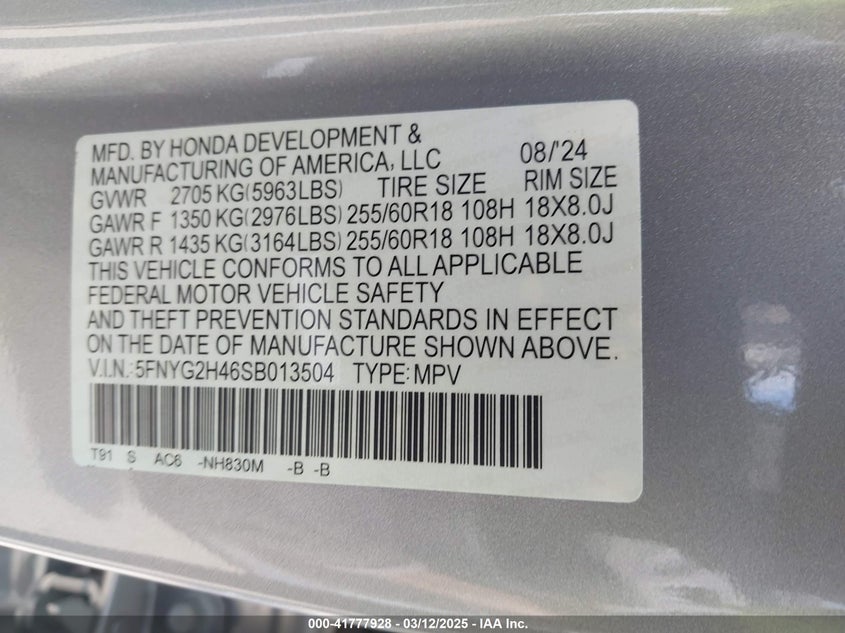 MFD. BY HONDA DEVELOPMENT &
MANUFACTURING OF AMERICA, LLC 08/'24
GVWR 2705 KG(5963LBS) TIRE SIZE RIM SIZE
GAWR F 1350 KG(2976LBS) 255/60R18 108H 18X8.0J
GAWR R 1435 KG(3164LBS) 255/60R18 108H 18X8.0J
THIS VEHICLE CONFORMS TO ALL APPLICABLE
FEDERAL MOTOR VEHICLE SAFETY
AND THEFT PREVENTION STANDARDS IN EFFECT
ON THE DATE OF MANUFACTURE SHOWN ABOVE.
V.I.N.: 5FNYG2H46SB013504 TYPE: MPV
T91 S AC6 -NH830M -B -B
000-41777928 - 03/12/2025 - IAA Inc.